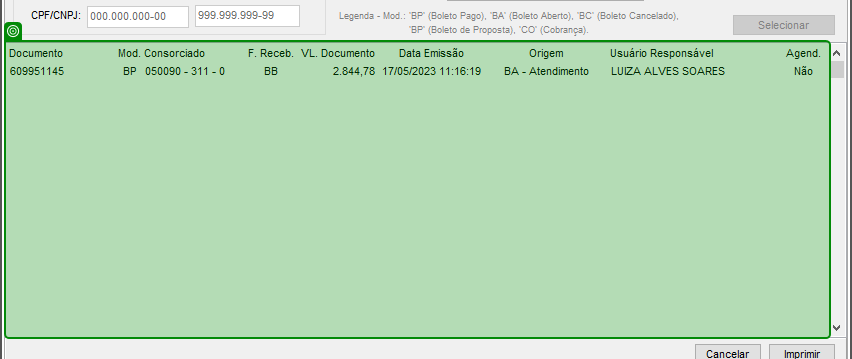 CPF/CNPJ: 000.000.000-00 999.999.999-99
Legenda - Mod.: 'BP' (Boleto Pago), 'BA' (Boleto Aberto), 'BC' (Boleto Cancelado),
'BP' (Boleto de Proposta), 'CO' (Cobrança).
Selecionar
Documento Mod. Consorciado F. Receb. VL. Documento Data Emissão Origem Usuário Responsável Agend.
609951145 BP 050090 - 311 - 0 BB 2.844,78 17/05/2023 11:16:19 BA - Atendimento LUIZA ALVES SOARES Não
Cancelar Imprimir